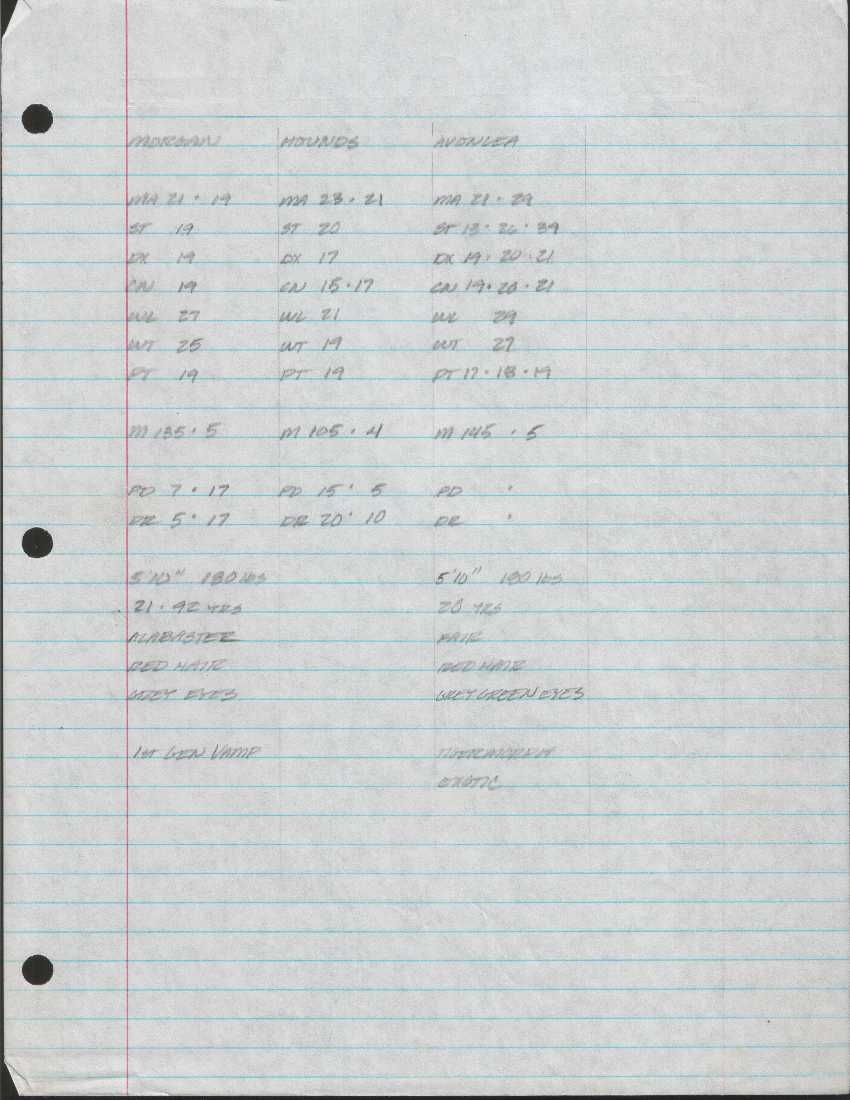 MORGAN HOUNDS AVONLEA
MA 21 • 19 MA 23 • 21 MA 21 • 29
ST 19 ST 20 ST 13 • 26 • 39
DX 19 DX 17 DX 19 • 20 • 21
CN 19 CN 15 • 17 CN 19 • 20 • 21
WL 27 WL 21 WL 29
WT 25 WT 19 WT 27
PT 19 PT 19 PT 17 • 18 • 19
M 135 • 5 M 105 • 4 M 145 • 5
PD 7 • 17 PD 15 • 5 PD •
DR 5 • 17 DR 20 • 10 DR •
5'10" 130 lbs 5'10" 130 lbs
21 • 92 YRS 20 YRS
ALABASTER FAIR
RED HAIR RED HAIR
GREY EYES GREY GREEN EYES
1ST GEN VAMP
EXOTIC